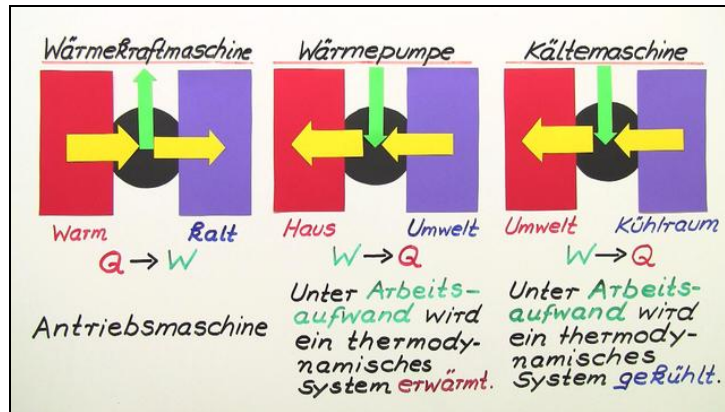 Wärmekraftmaschine
Warm
kalt
Q → W
Antriebsmaschine
Wärmepumpe
Haus
Umwelt
W → Q
Unter Arbeits-
aufwand wird
ein thermody-
namisches
System erwärmt.
Kältemaschine
Umwelt
Kühlraum
W → Q
Unter Arbeits-
aufwand wird
ein thermody-
namisches
System gekühlt.